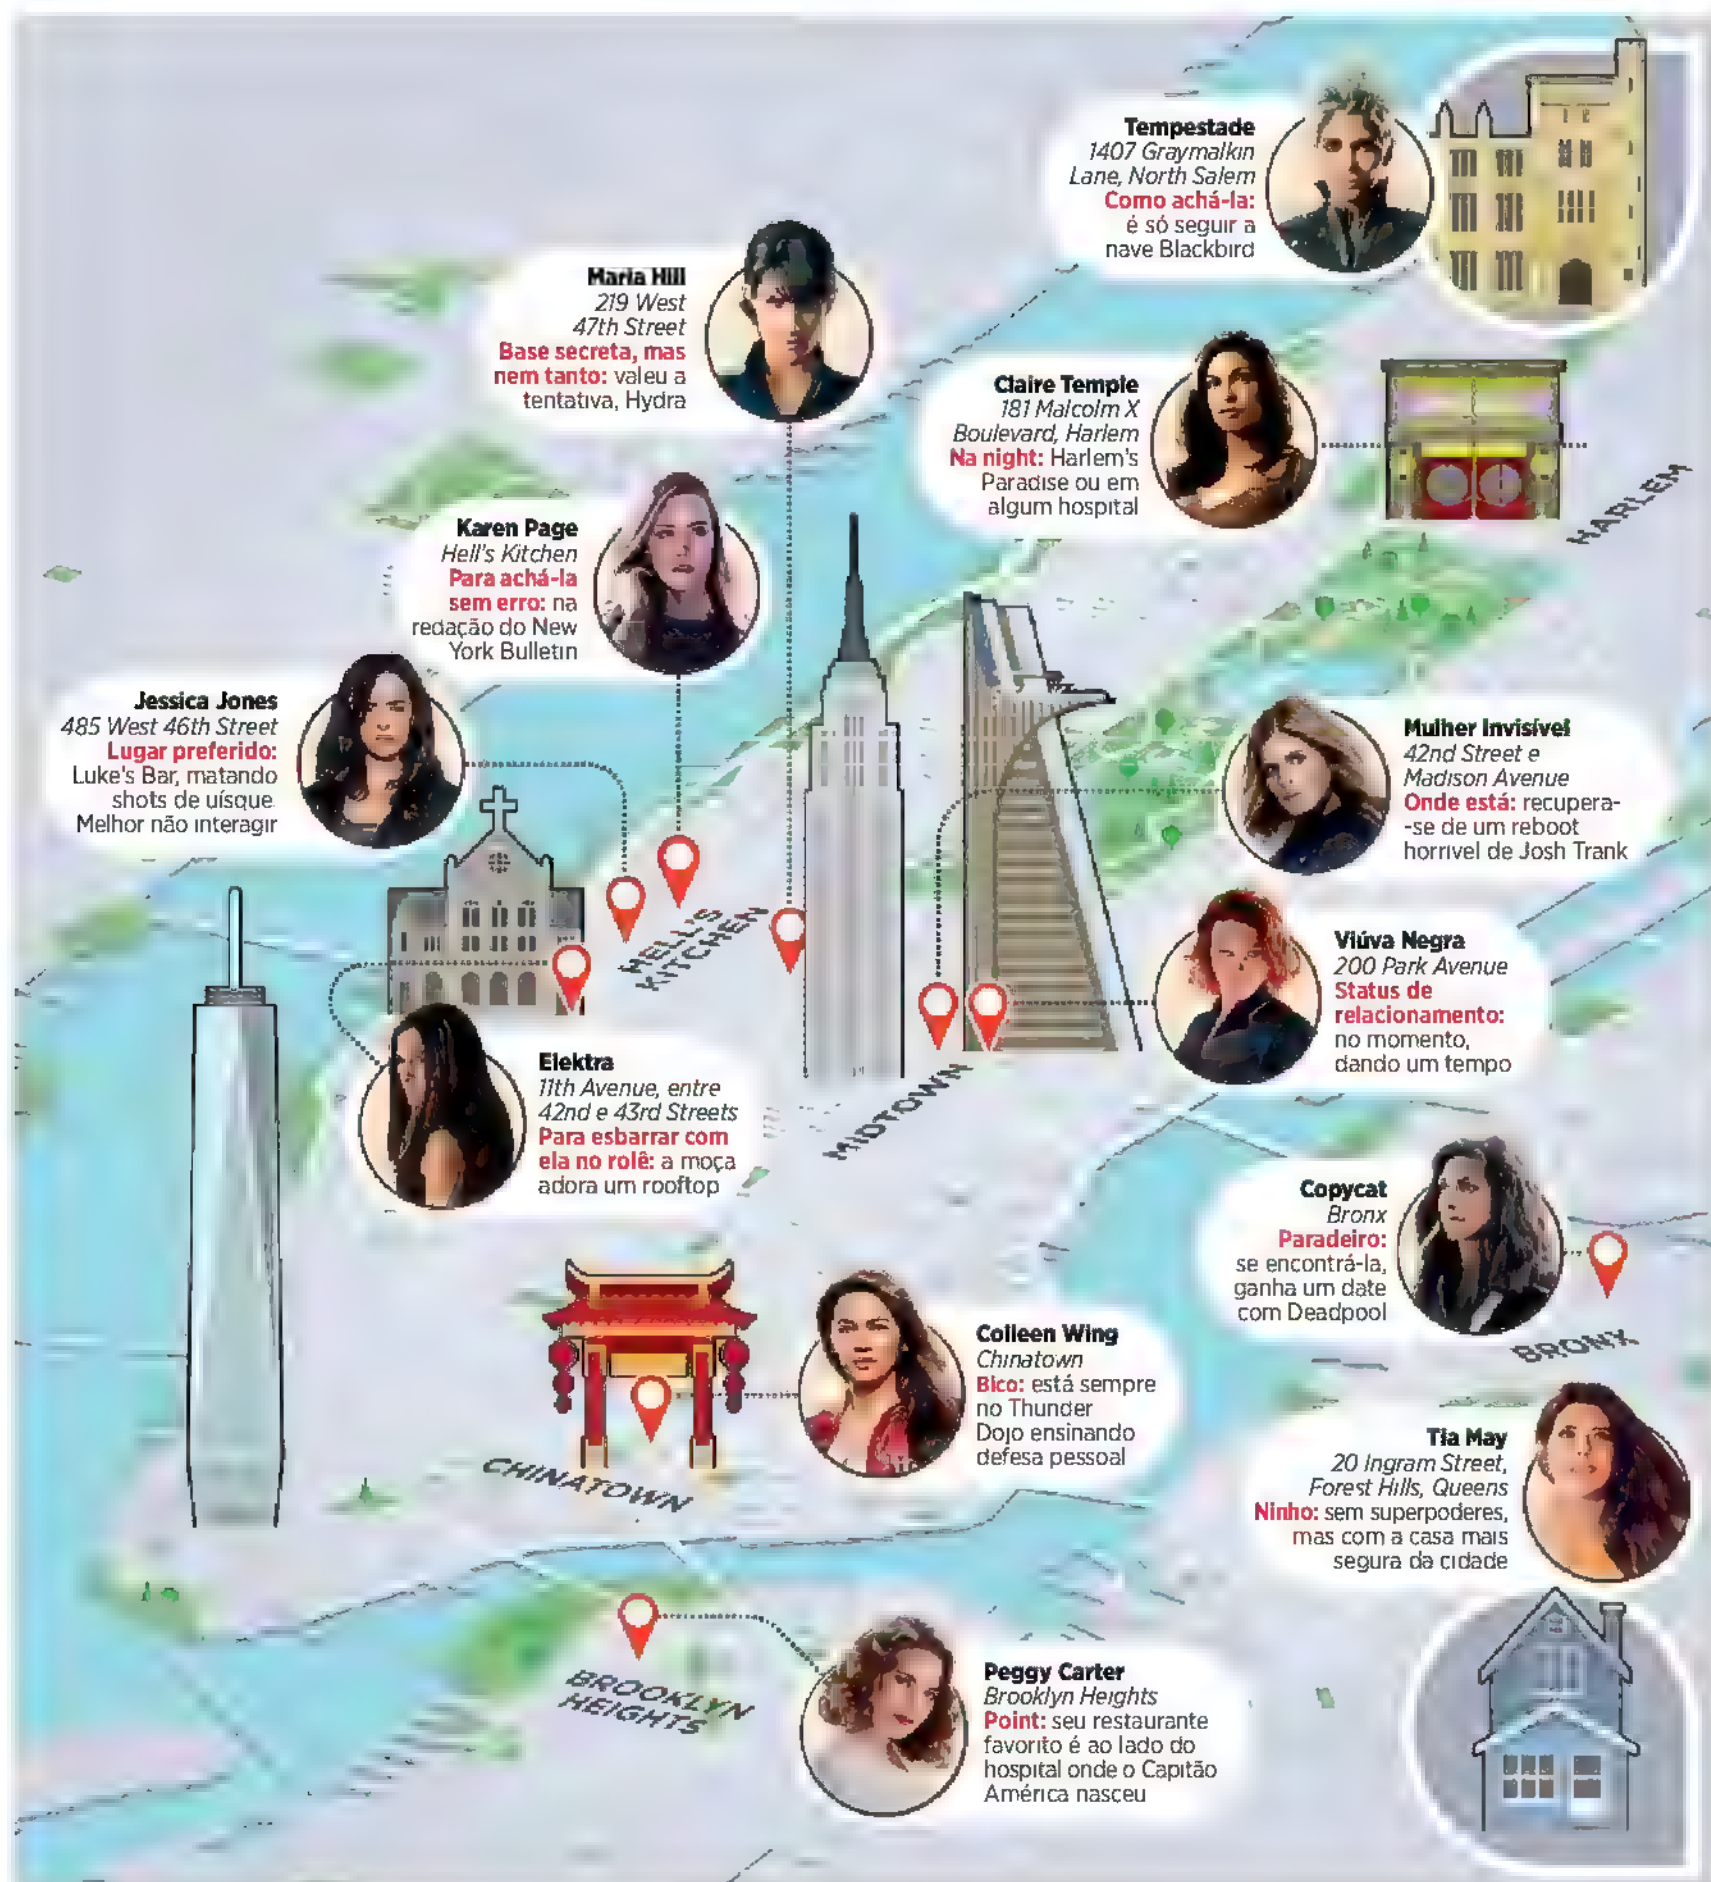 Tempestade
1407 Graymalkin
Lane, North Salem
Como achá-la:
é só seguir a
nave Blackbird
Maria Hill
219 West
47th Street
Base secreta, mas
nem tanto: valeu a
tentativa, Hydra
Claire Temple
181 Malcolm X
Boulevard, Harlem
Na night: Harlem's
Paradise ou em
algum hospital
HARLEM
Karen Page
Hell's Kitchen
Para achá-la
sem erro: na
redação do New
York Bulletin
Jessica Jones
485 West 46th Street
Lugar preferido:
Luke's Bar, matando
shots de uísque.
Melhor não interagir
Mulher Invisível
42nd Street e
Madison Avenue
Onde está: recupera-
-se de um reboot
horrível de Josh Trank
HELL'S
KITCHEN
Viúva Negra
200 Park Avenue
Status de
relacionamento:
no momento,
dando um tempo
Elektra
11th Avenue, entre
42nd e 43rd Streets
Para esbarrar com
ela no rolê: a moça
adora um rooftop
MIDTOWN
Copycat
Bronx
Paradeiro:
se encontrá-la,
ganha um date
com Deadpool
BRONX
Colleen Wing
Chinatown
Bico: está sempre
no Thunder
Dojo ensinando
defesa pessoal
CHINATOWN
Tia May
20 Ingram Street,
Forest Hills, Queens
Ninho: sem superpoderes,
mas com a casa mais
segura da cidade
BROOKLYN
HEIGHTS
Peggy Carter
Brooklyn Heights
Point: seu restaurante
favorito é ao lado do
hospital onde o Capitão
América nasceu